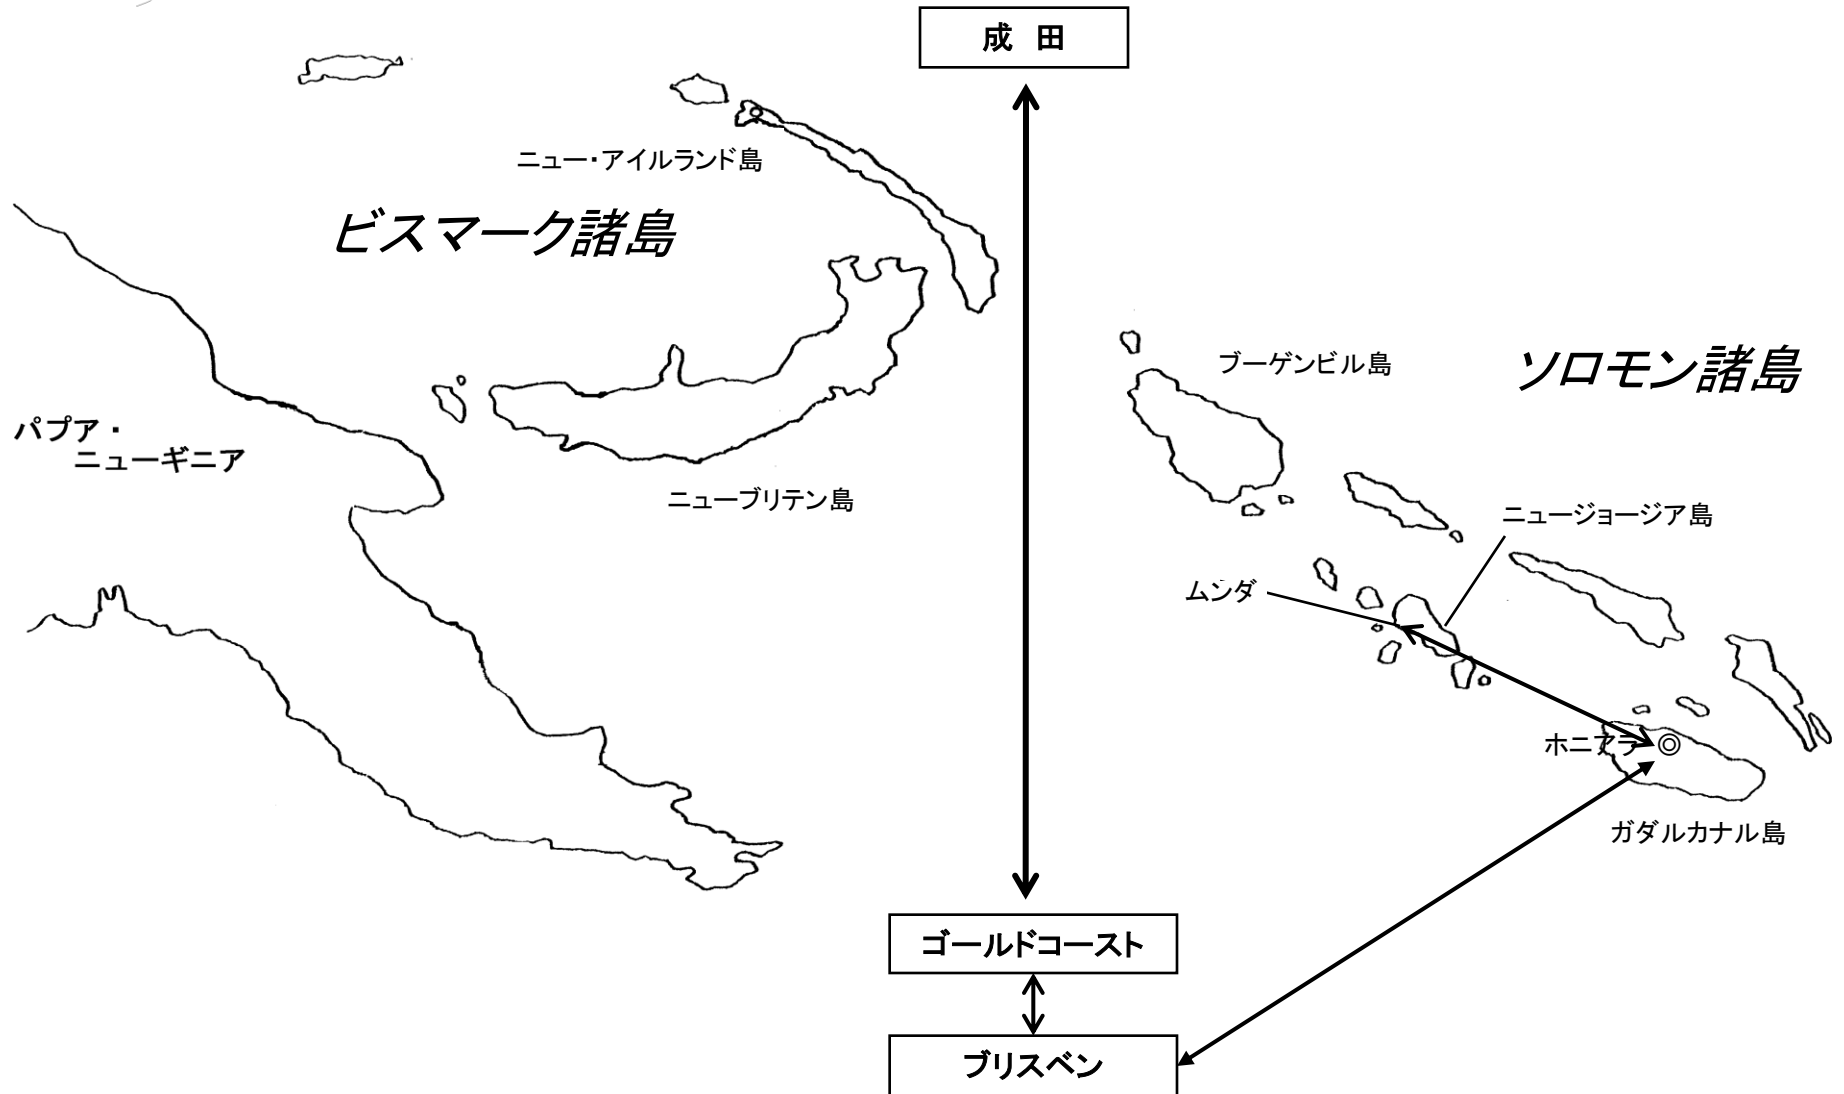 成　田
ニュー・アイルランド島
ビスマーク諸島
ブーゲンビル島
ソロモン諸島
パプア・
ニューギニア
ニューブリテン島
ニュージョージア島
ムンダ
ホニアラ
ガダルカナル島
ゴールドコースト
ブリスベン